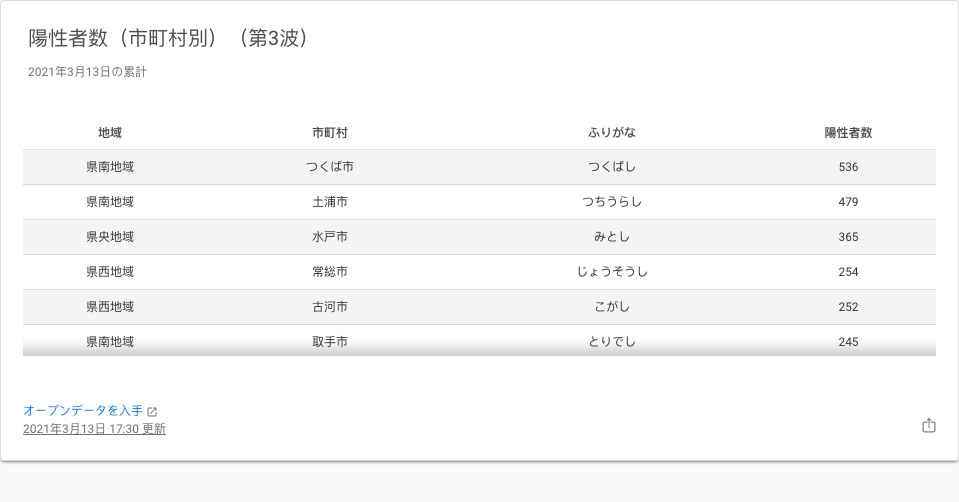 陽性者数（市町村別）（第3波）
2021年3月13日の累計
地域 市町村 ふりがな 陽性者数
県南地域 つくば市 つくばし 536
県南地域 土浦市 つちうらし 479
県央地域 水戸市 みとし 365
県西地域 常総市 じょうそうし 254
県西地域 古河市 こがし 252
県南地域 取手市 とりでし 245
オープンデータを入手
2021年3月13日 17:30 更新